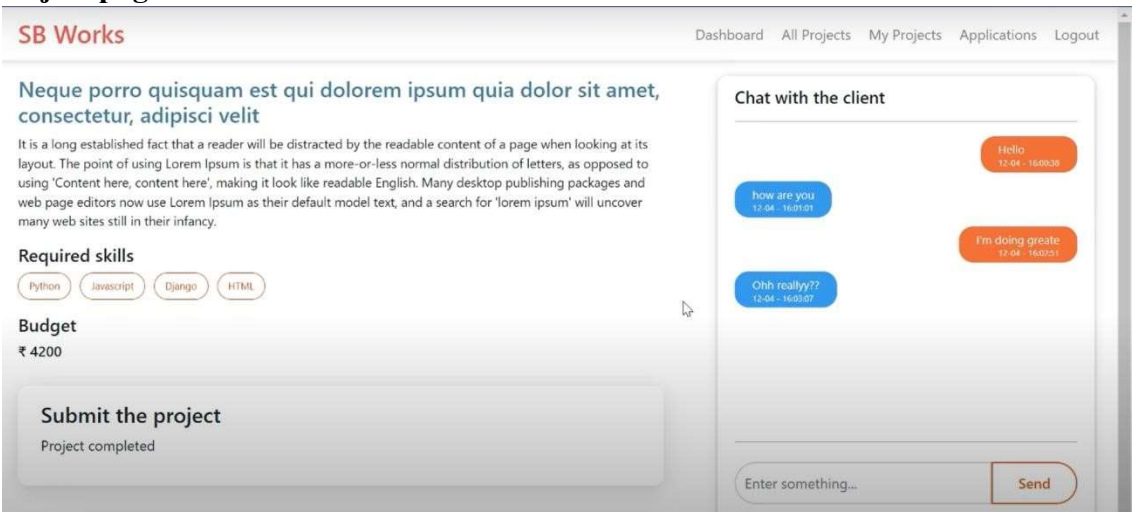 SB Works
Dashboard All Projects My Projects Applications Logout
Neque porro quisquam est qui dolorem ipsum quia dolor sit amet,
consectetur, adipisci velit
It is a long established fact that a reader will be distracted by the readable content of a page when looking at its
layout. The point of using Lorem Ipsum is that it has a more-or-less normal distribution of letters, as opposed to
using 'Content here, content here', making it look like readable English. Many desktop publishing packages and
web page editors now use Lorem Ipsum as their default model text, and a search for 'lorem ipsum' will uncover
many web sites still in their infancy.
Required skills
Python Javascript Django HTML
Budget
₹ 4200
Submit the project
Project completed
Chat with the client
Hello
12-04 - 16:00:38
how are you
12-04 - 16:01:01
I'm doing greate
12-04 - 16:02:51
Ohh reallyy??
12-04 - 16:03:07
Enter something...
Send